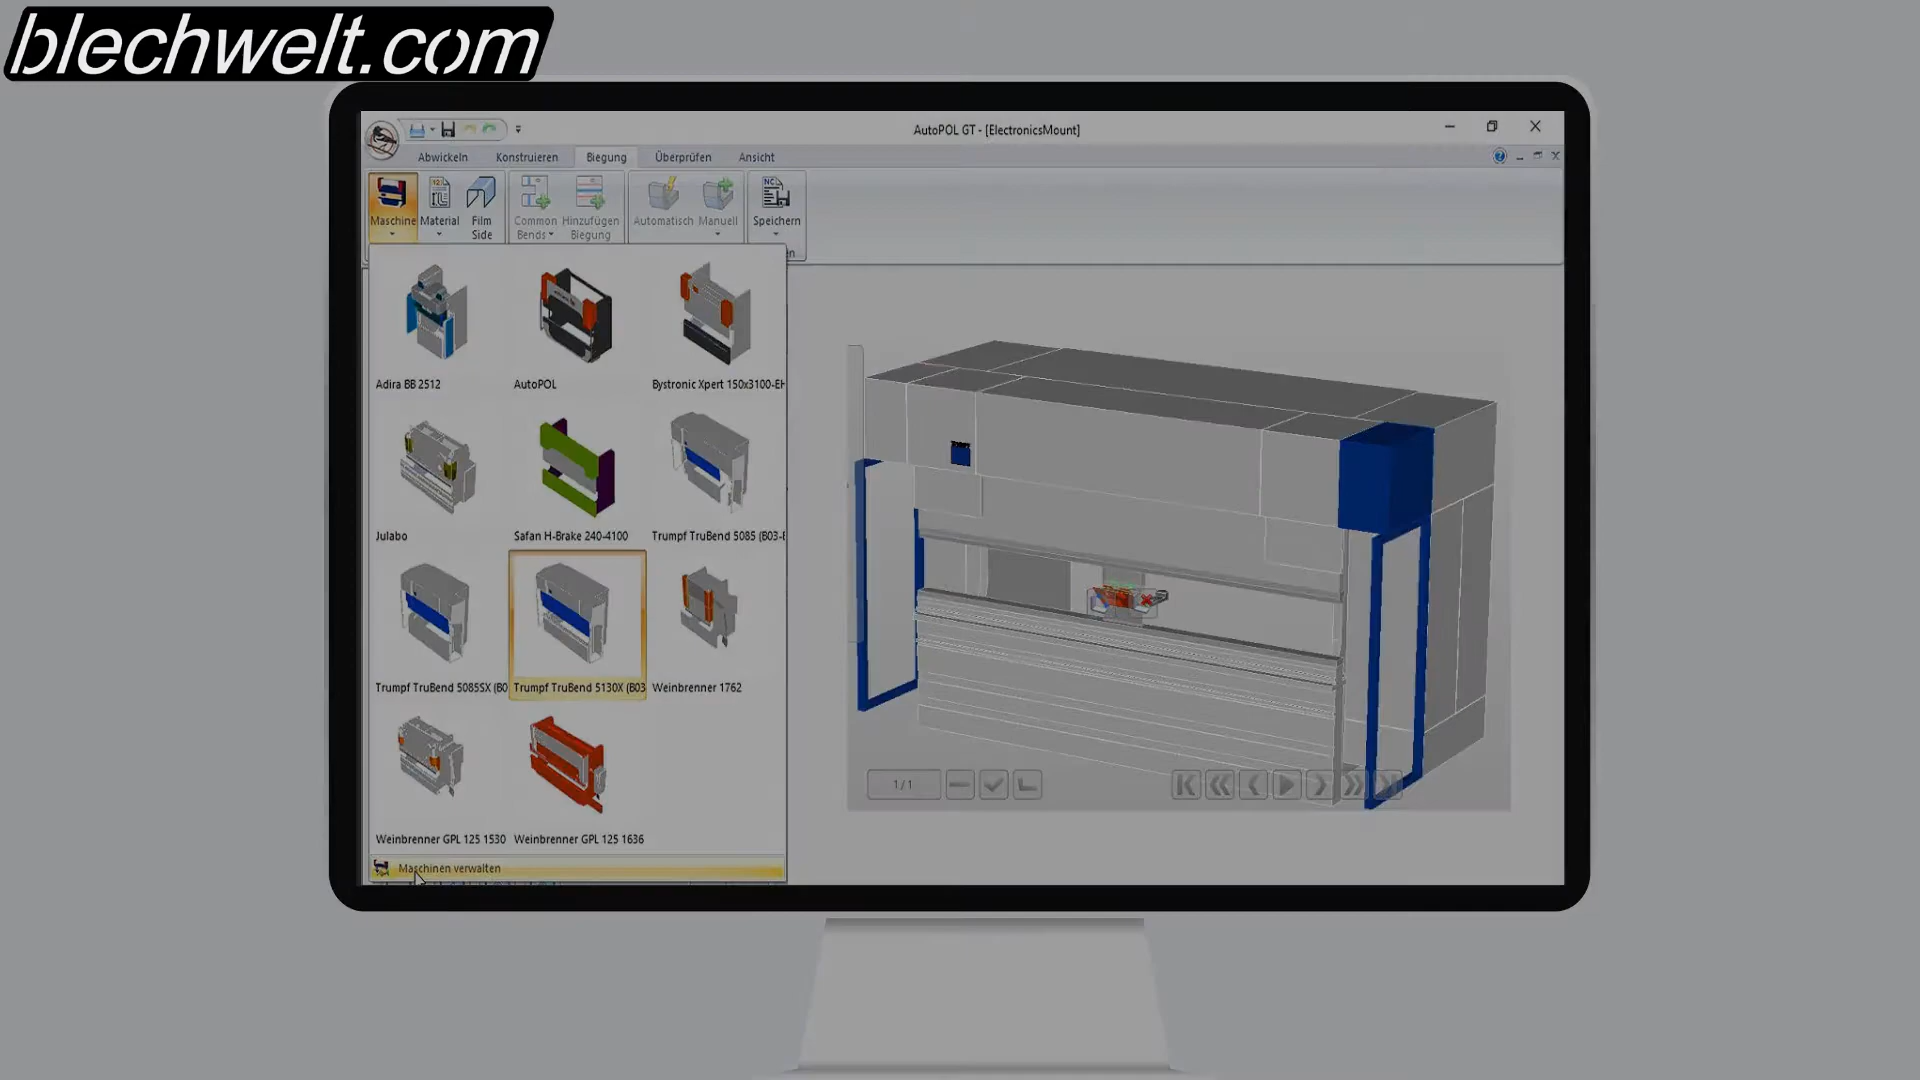 blechwelt.com
AutoPOL GT - [ElectronicsMount]
Abwickeln Konstruieren Biegung Überprüfen Ansicht
Maschine Material Film Side Common Bends Hinzufügen Biegung Automatisch Manuell NC Speichern
Adira BB 2512 AutoPOL Bystronic Xpert 150x3100-EH
Julabo Safan H-Brake 240-4100 Trumpf TruBend 5085 (B03-E
Trumpf TruBend 5085SX (B0 Trumpf TruBend 5130X (B03 Weinbrenner 1762
Weinbrenner GPL 125 1530 Weinbrenner GPL 125 1636
Maschinen verwalten
1/1